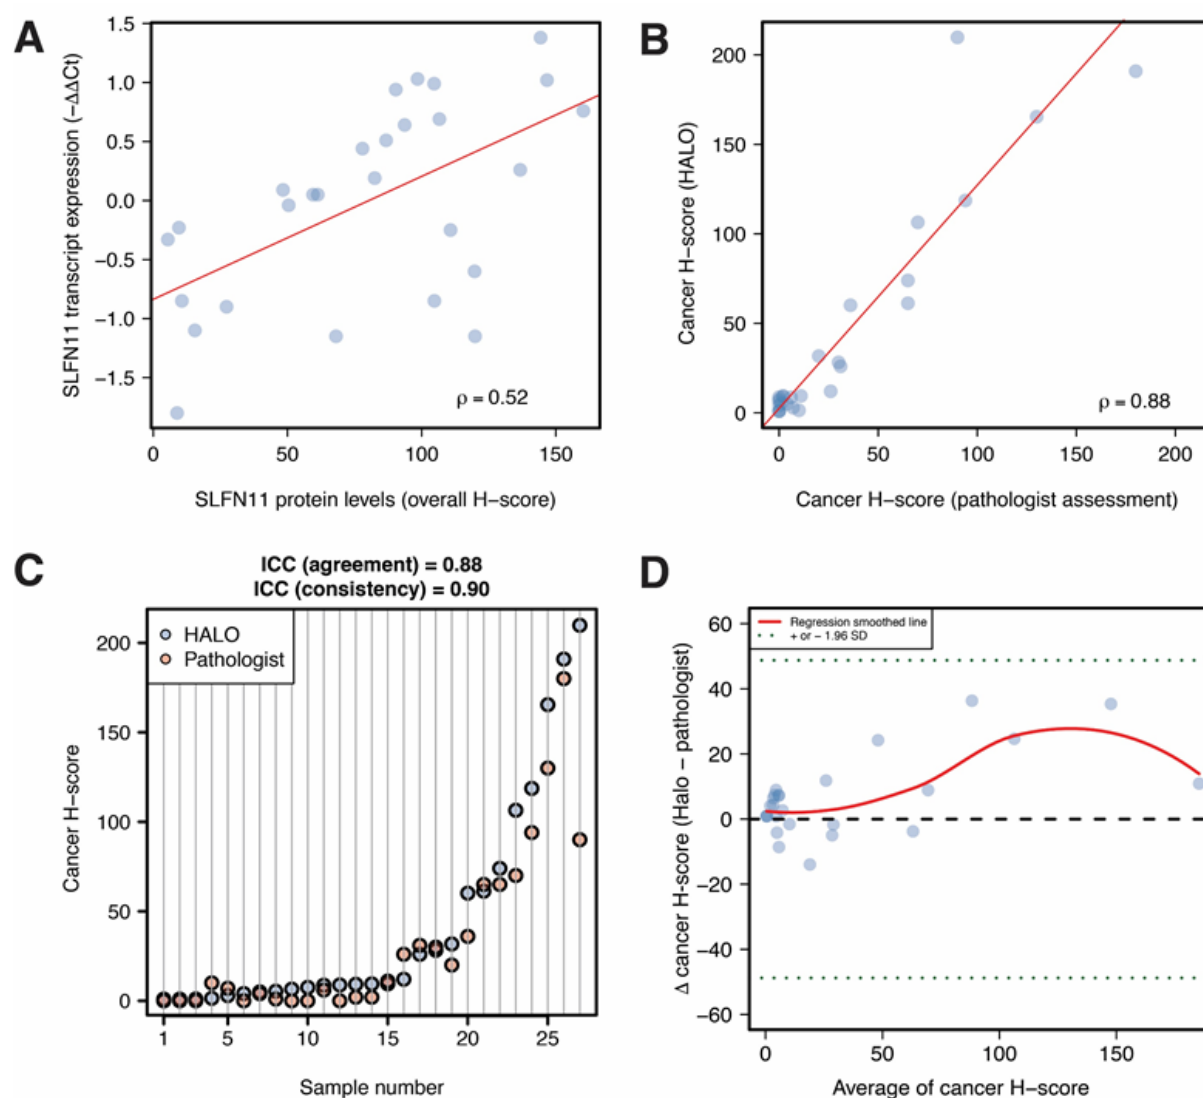 A
SLFN11 transcript expression (−ΔΔCt)
1.5
1.0
0.5
0.0
−0.5
−1.0
−1.5
ρ = 0.52
0 50 100 150
SLFN11 protein levels (overall H−score)
B
Cancer H−score (HALO)
200
150
100
50
0
ρ = 0.88
0 50 100 150 200
Cancer H−score (pathologist assessment)
C
ICC (agreement) = 0.88
ICC (consistency) = 0.90
HALO
Pathologist
Cancer H−score
200
150
100
50
0
1 5 10 15 20 25
Sample number
D
Regression smoothed line
+ or − 1.96 SD
Δ cancer H-score (Halo − pathologist)
60
40
20
0
−20
−40
−60
0 50 100 150
Average of cancer H−score